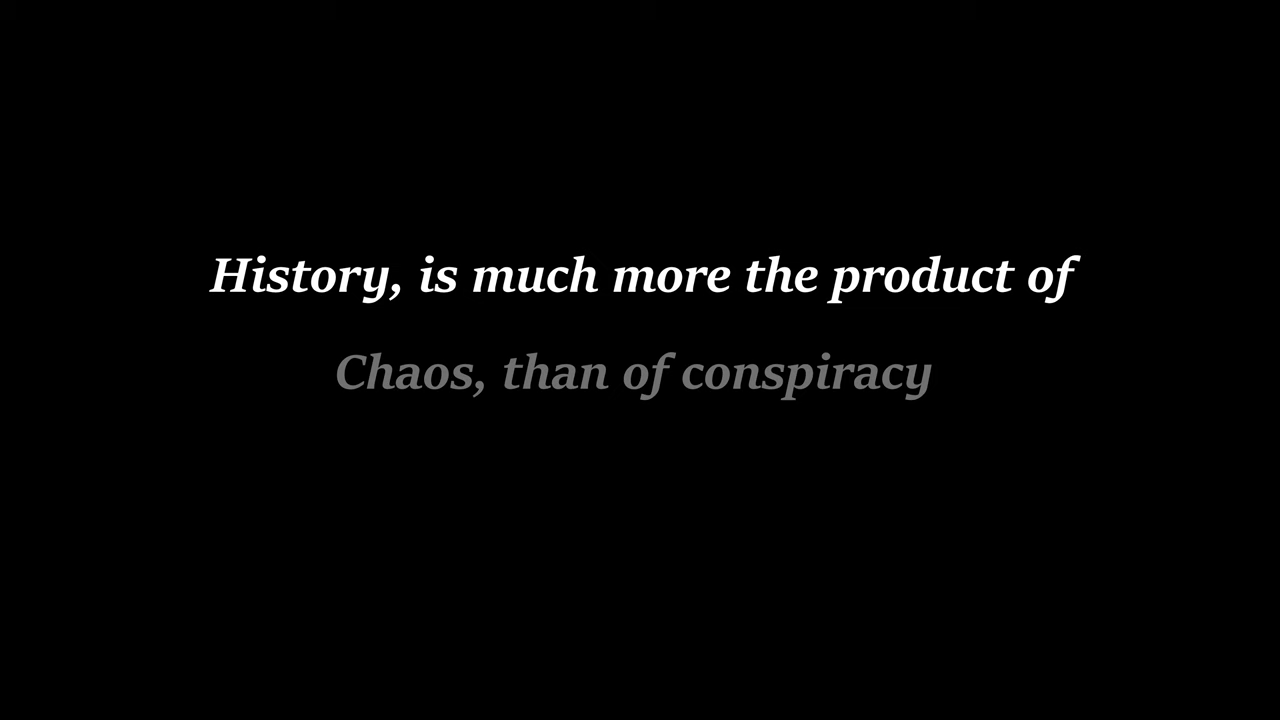 History, is much more the product of
Chaos, than of conspiracy